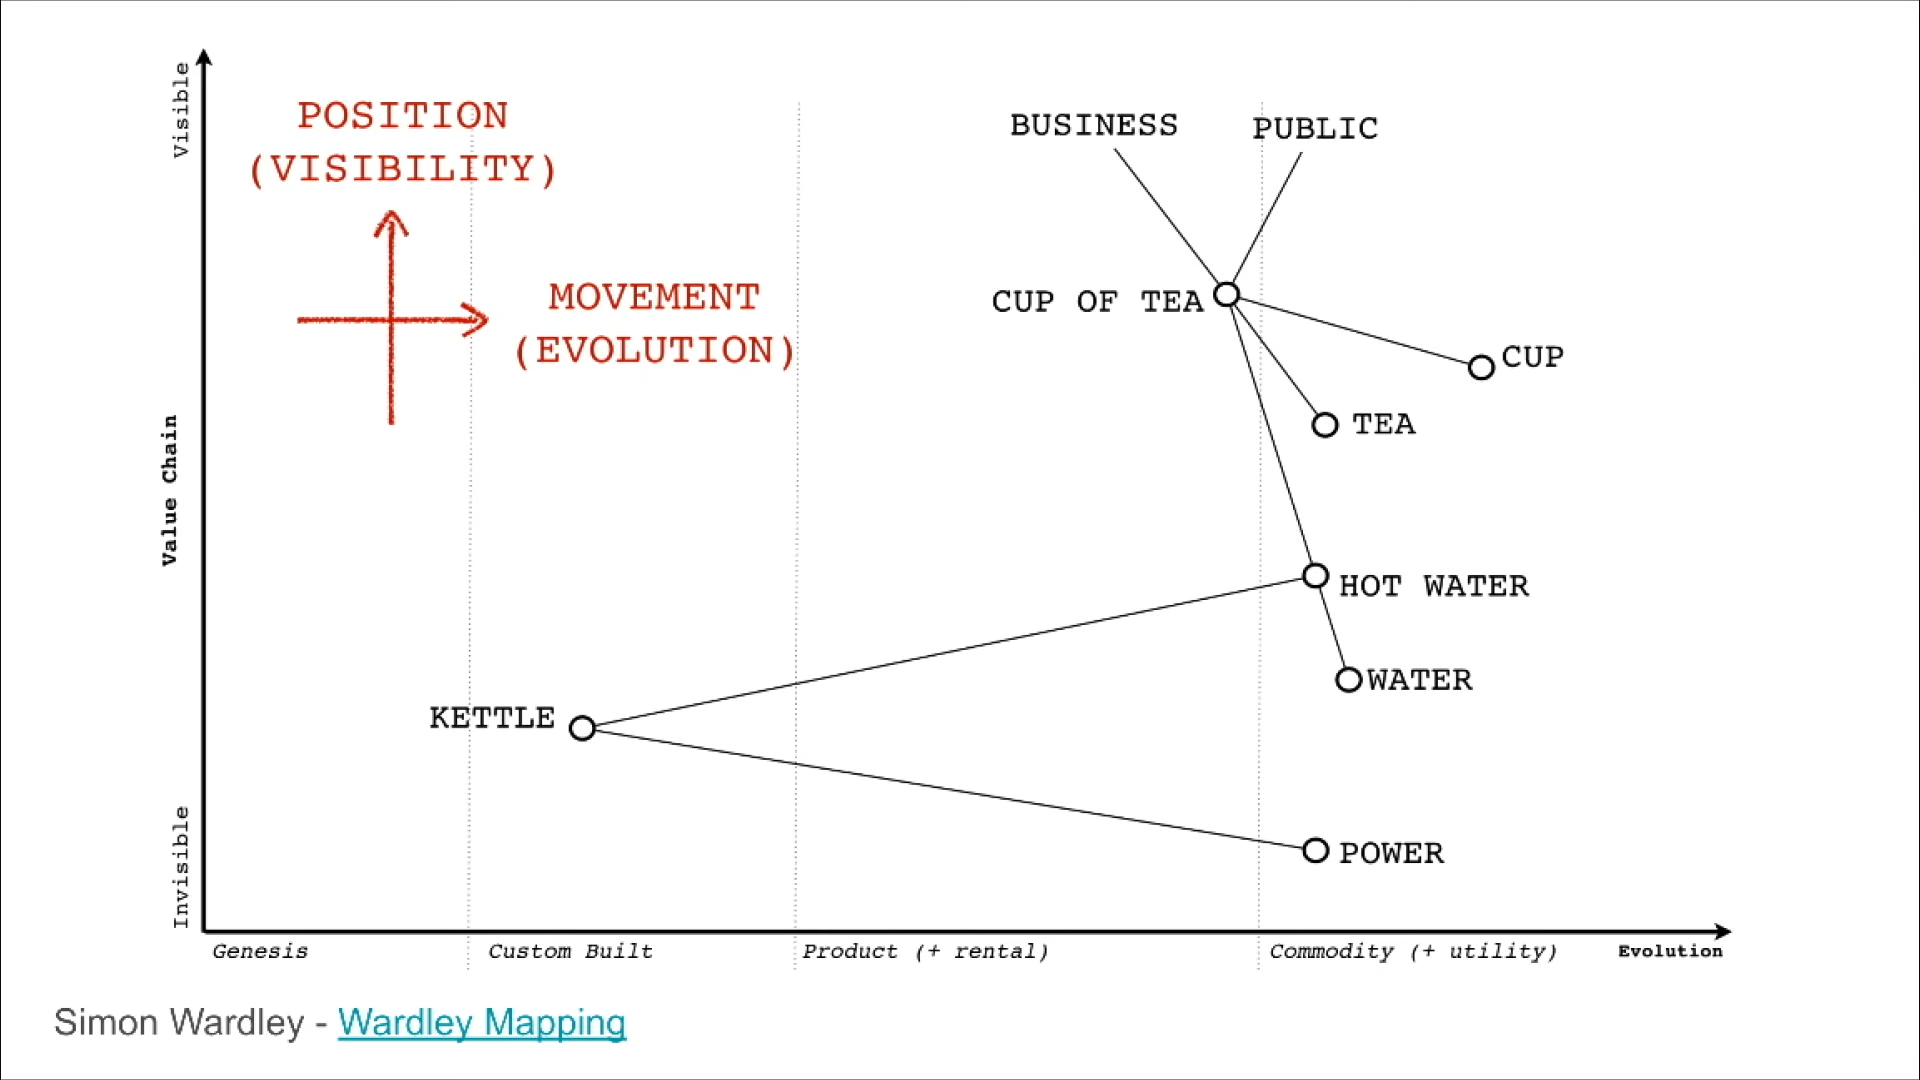 Visible
POSITION
(VISIBILITY)
MOVEMENT
(EVOLUTION)
BUSINESS
PUBLIC
CUP OF TEA
CUP
TEA
Value Chain
HOT WATER
WATER
KETTLE
POWER
Invisible
Genesis
Custom Built
Product (+ rental)
Commodity (+ utility)
Evolution
Simon Wardley - Wardley Mapping